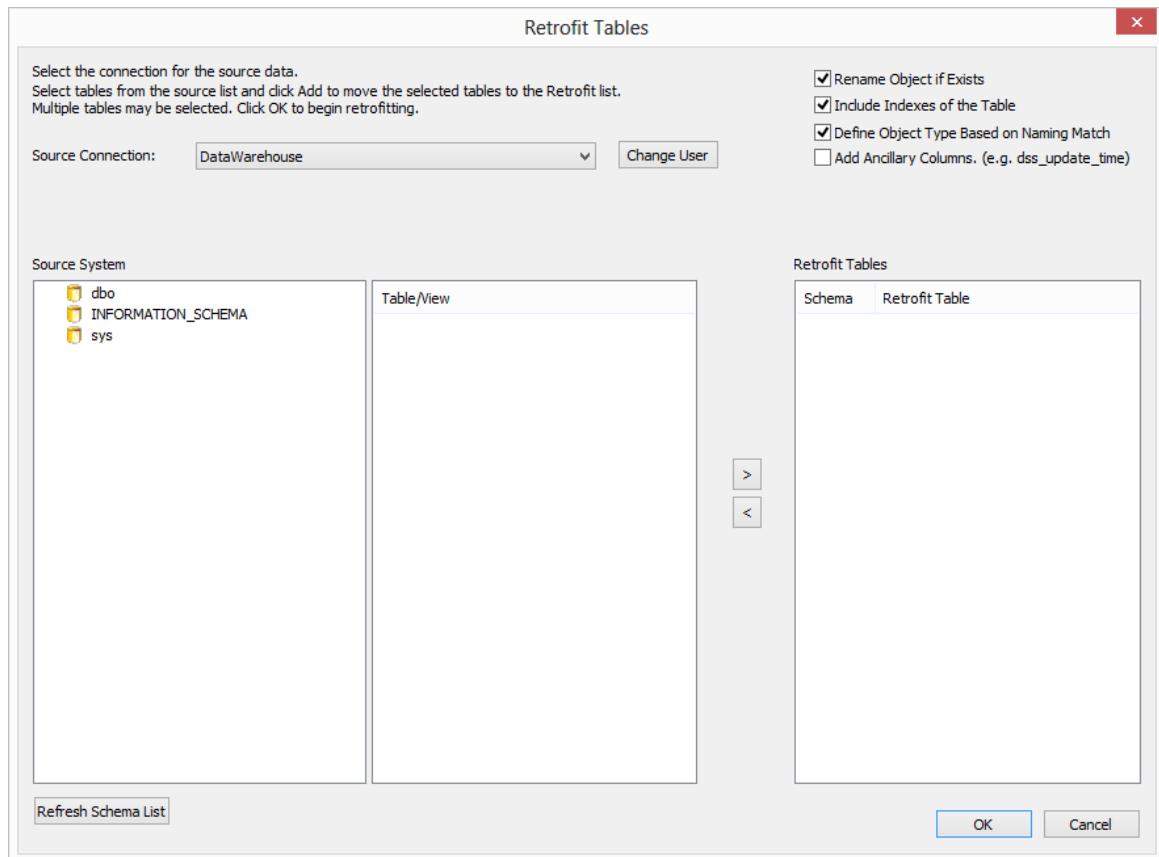 Retrofit Tables
Select the connection for the source data.
Select tables from the source list and click Add to move the selected tables to the Retrofit list.
Multiple tables may be selected. Click OK to begin retrofitting.
Rename Object if Exists
Include Indexes of the Table
Define Object Type Based on Naming Match
Add Ancillary Columns. (e.g. dss_update_time)
Source Connection:
DataWarehouse
Change User
Source System
dbo
INFORMATION_SCHEMA
sys
Table/View
>
<
Retrofit Tables
Schema Retrofit Table
Refresh Schema List
OK
Cancel